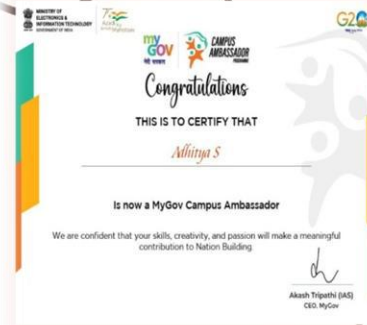 MINISTRY OF
ELECTRONICS &
INFORMATION TECHNOLOGY
GOVERNMENT OF INDIA
my
GOV
मेरी सरकार
CAMPUS
AMBASSADOR
PROGRAMME
G20
Congratulations
THIS IS TO CERTIFY THAT
Adhitya S
Is now a MyGov Campus Ambassador
We are confident that your skills, creativity, and passion will make a meaningful
contribution to Nation Building
Akash Tripathi (IAS)
CEO, MyGov